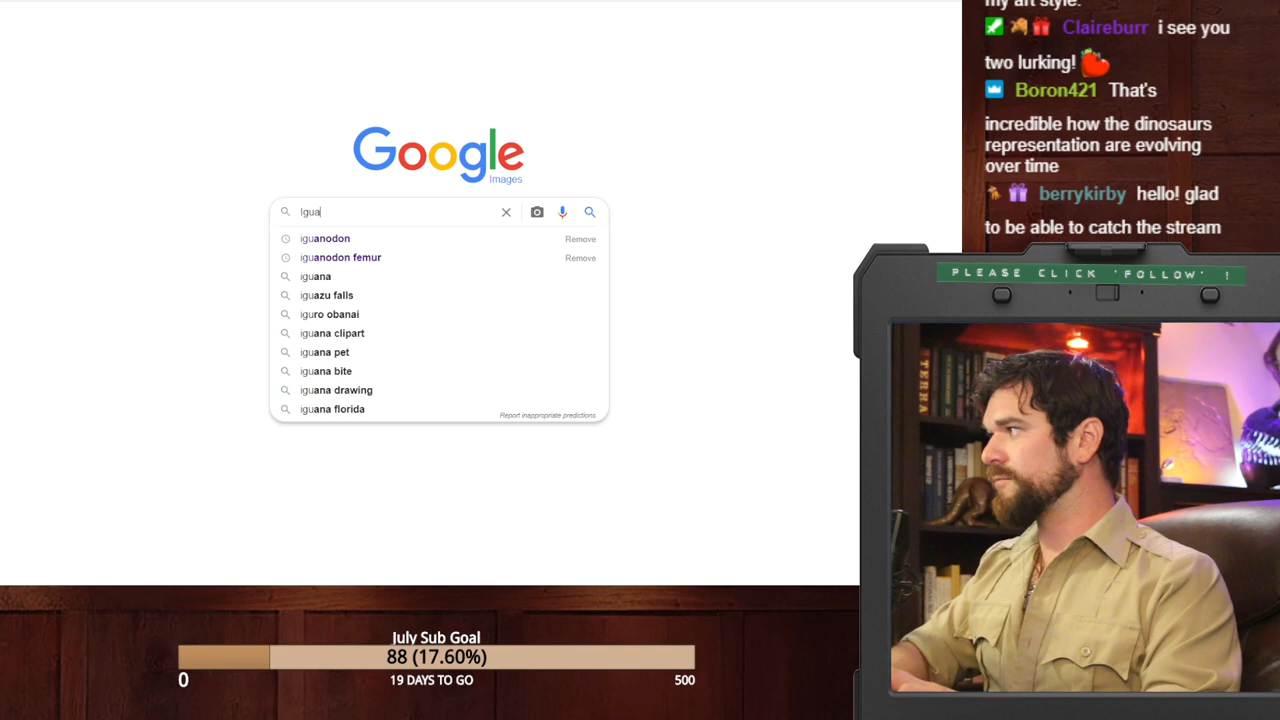 Google
Images
Igua
iguanodon
Remove
iguanodon femur
Remove
iguana
iguazu falls
iguro obanai
iguana clipart
iguana pet
iguana bite
iguana drawing
iguana florida
Report inappropriate predictions
my art style.
Claireburr i see you
two lurking!
Boron421 That's
incredible how the dinosaurs
representation are evolving
over time
berrykirby hello! glad
to be able to catch the stream
PLEASE CLICK 'FOLLOW' !
TERRA
July Sub Goal
88 (17.60%)
0
19 DAYS TO GO
500